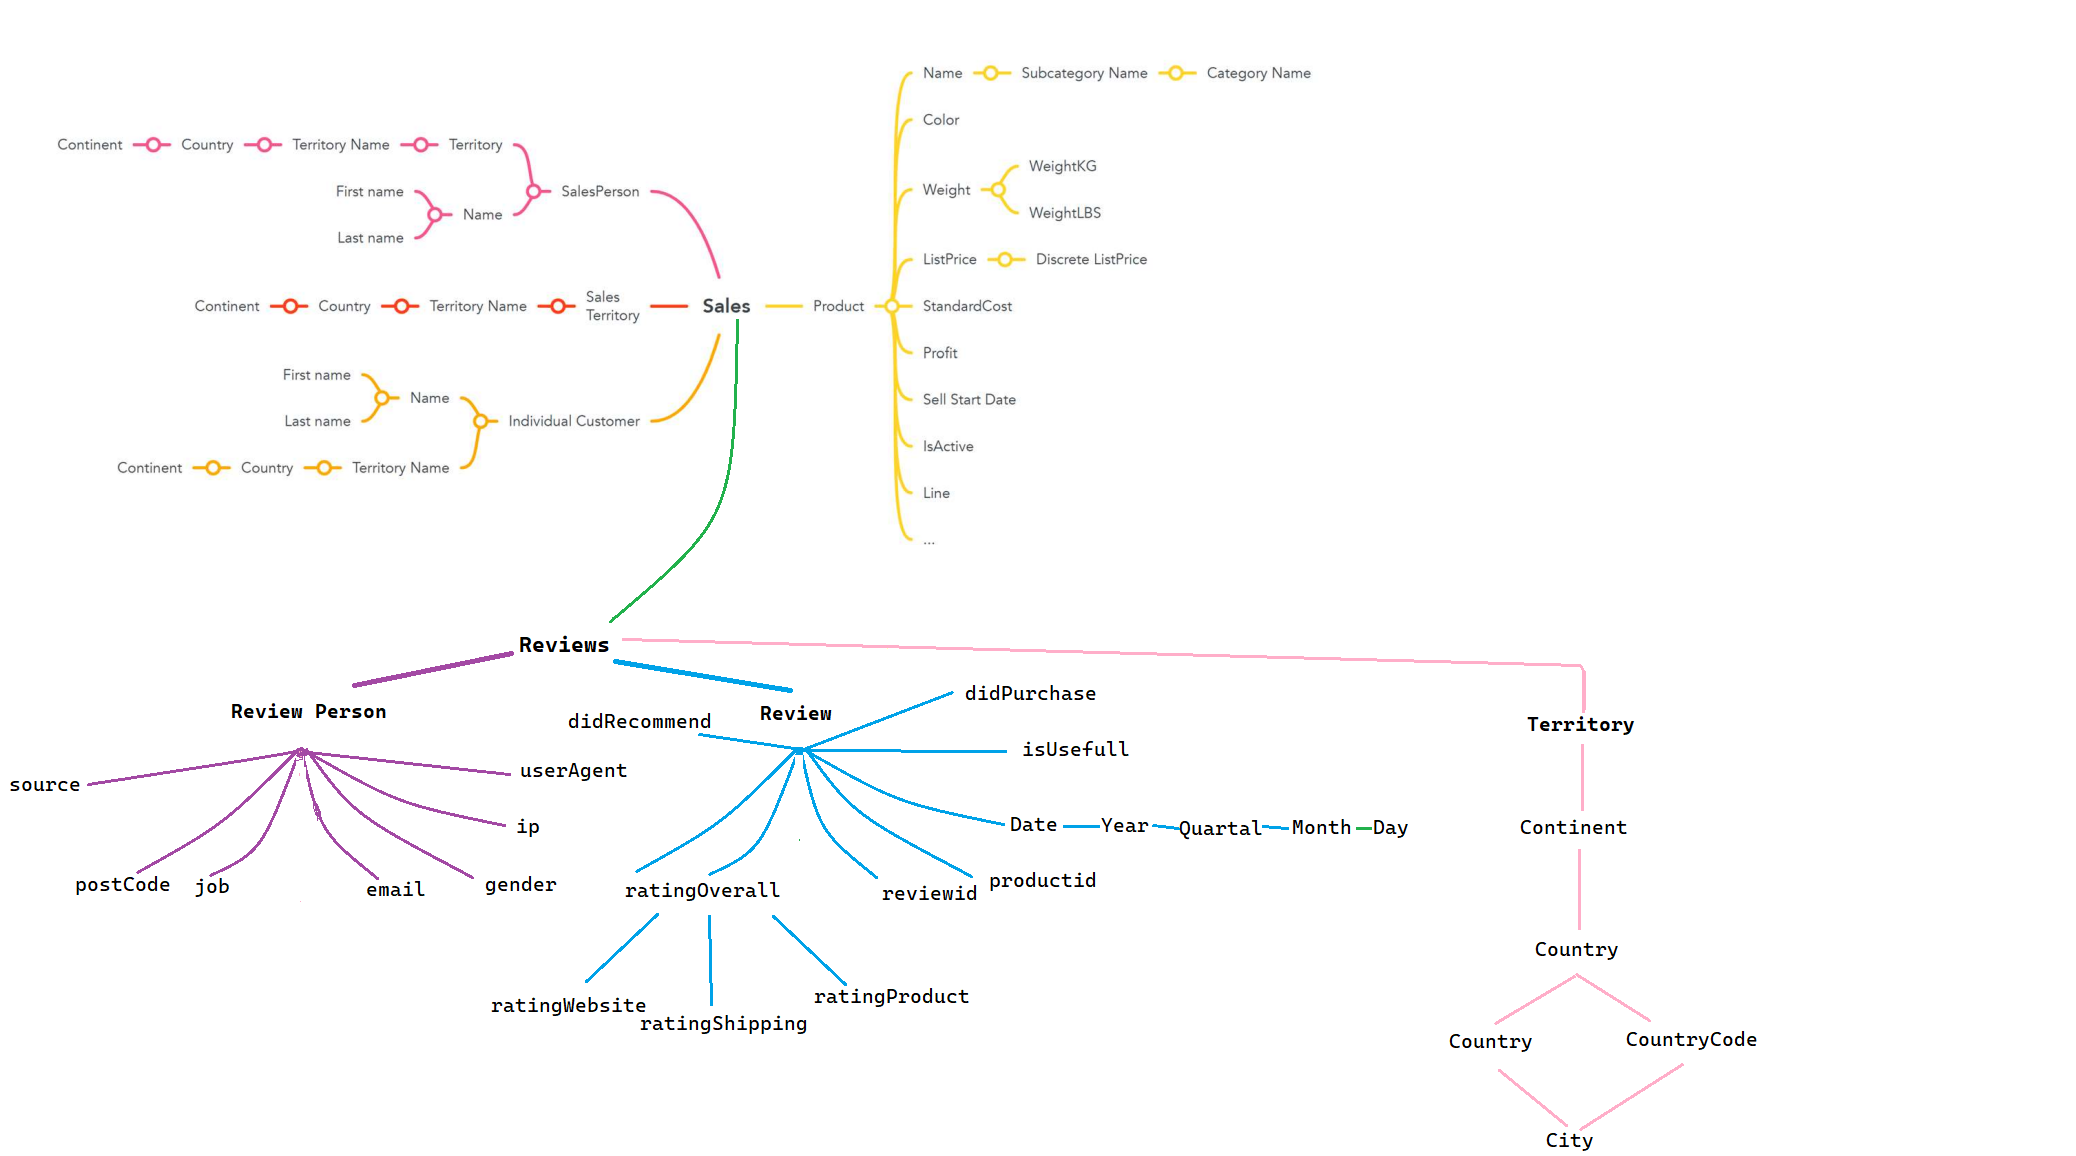 Name
Subcategory Name
Category Name
Color
Continent
Country
Territory Name
Territory
WeightKG
First name
SalesPerson
Weight
Name
WeightLBS
Last name
ListPrice
Discrete ListPrice
Continent
Country
Territory Name
Sales
Territory
Sales
Product
StandardCost
Profit
First name
Name
Sell Start Date
Last name
Individual Customer
IsActive
Continent
Country
Territory Name
Line
...
Reviews
Review Person
didRecommend
Review
didPurchase
Territory
isUsefull
source
userAgent
ip
Date
Year
Quartal
Month
Day
Continent
postCode
job
email
gender
ratingOverall
reviewid
productid
Country
ratingWebsite
ratingShipping
ratingProduct
Country
CountryCode
City